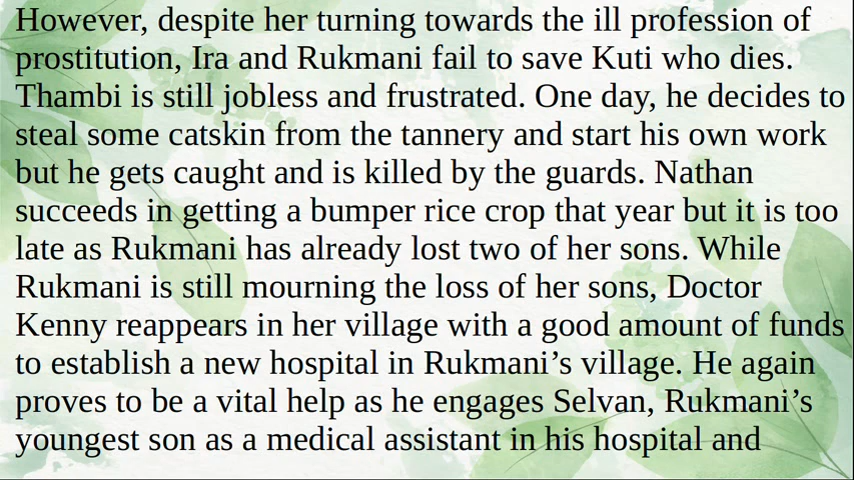 However, despite her turning towards the ill profession of
prostitution, Ira and Rukmani fail to save Kuti who dies.
Thambi is still jobless and frustrated. One day, he decides to
steal some catskin from the tannery and start his own work
but he gets caught and is killed by the guards. Nathan
succeeds in getting a bumper rice crop that year but it is too
late as Rukmani has already lost two of her sons. While
Rukmani is still mourning the loss of her sons, Doctor
Kenny reappears in her village with a good amount of funds
to establish a new hospital in Rukmani’s village. He again
proves to be a vital help as he engages Selvan, Rukmani’s
youngest son as a medical assistant in his hospital and